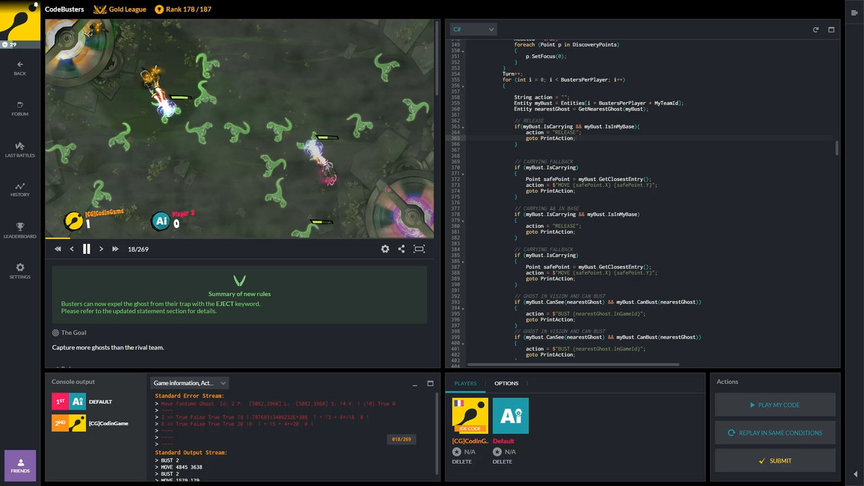 CodeBusters
Gold League
Rank 178 / 187
29
BACK
FORUM
LAST BATTLES
HISTORY
LEADERBOARD
SETTINGS
FRIENDS
[CG]CodinGame
1
Ai
Player 2
0
18/269
Summary of new rules
Busters can now expel the ghost from their trap with the EJECT keyword.
Please refer to the updated statement section for details.
The Goal
Capture more ghosts than the rival team.
Console output
1ST
Ai
DEFAULT
2ND
[CG]CodinGame
Game information, Act...
Standard Error Stream:
018/269
Standard Output Stream:
> BUST 2
> MOVE 4845 3638
> BUST 2
C#
foreach (Point p in DiscoveryPoints)
{
p.SetFocus(0);
}
}
Turn++;
for (int i = 0; i < BustersPerPlayer; i++)
{
String action = "";
Entity myBust = Entities[i + BustersPerPlayer * MyTeamId];
Entity nearestGhost = GetNearestGhost(myBust);
// RELEASE
if(myBust.IsCarrying && myBust.IsInMyBase){
action = "RELEASE";
goto PrintAction;
}
// CARRYING FALLBACK
if (myBust.IsCarrying)
{
Point safePoint = myBust.GetClosestEntry();
action = $"MOVE {safePoint.X} {safePoint.Y}";
goto PrintAction;
}
// CARRYING && IN BASE
if (myBust.IsCarrying && myBust.IsInMyBase)
{
action = "RELEASE";
goto PrintAction;
}
// CARRYING FALLBACK
if (myBust.IsCarrying)
{
Point safePoint = myBust.GetClosestEntry();
action = $"MOVE {safePoint.X} {safePoint.Y}";
goto PrintAction;
}
// GHOST IN VISION AND CAN BUST
if (myBust.CanSee(nearestGhost) && myBust.CanBust(nearestGhost))
{
action = $"BUST {nearestGhost.InGameId}";
goto PrintAction;
}
// GHOST IN VISION AND CAN BUST
if (myBust.CanSee(nearestGhost) && myBust.CanBust(nearestGhost))
{
action = $"BUST {nearestGhost.InGameId}";
goto PrintAction;
PLAYERS
OPTIONS
IDE CODE
Ai
[CG]CodinG...
N/A
DELETE
Default
N/A
DELETE
Actions
PLAY MY CODE
REPLAY IN SAME CONDITIONS
SUBMIT